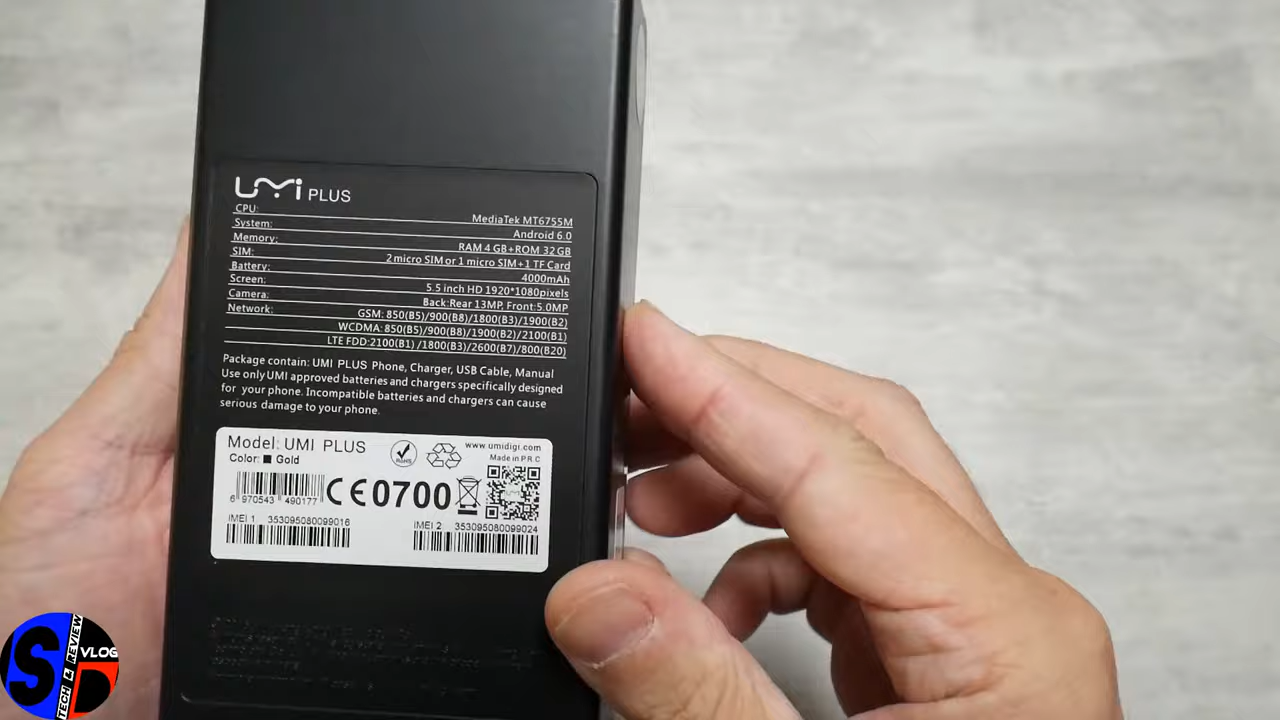 UMi PLUS
CPU: MediaTek MT6755M
System: Android 6.0
Memory: RAM 4 GB+ROM 32GB
SIM: 2 micro SIM or 1 micro SIM+1 TF Card
Battery: 4000mAh
Screen: 5.5 inch HD 1920*1080pixels
Camera: Back:Rear 13MP, Front:5.0MP
Network: GSM: 850(B5)/900(B8)/1800(B3)/1900(B2)
WCDMA: 850(B5)/900(B8)/1900(B2)/2100(B1)
LTE FDD:2100(B1) /1800(B3)/2600(B7)/800(B20)
Package contain: UMI PLUS Phone, Charger, USB Cable, Manual
Use only UMI approved batteries and chargers specifically designed
for your phone. Incompatible batteries and chargers can cause
serious damage to your phone.
Model: UMI PLUS
www.umidigi.com
Color: ■ Gold
RoHS
Made in P.R.C
6 970543 490177
CE0700
IMEI 1 353095080099016
IMEI 2 353095080099024
SD
TECH & REVIEW
VLOG